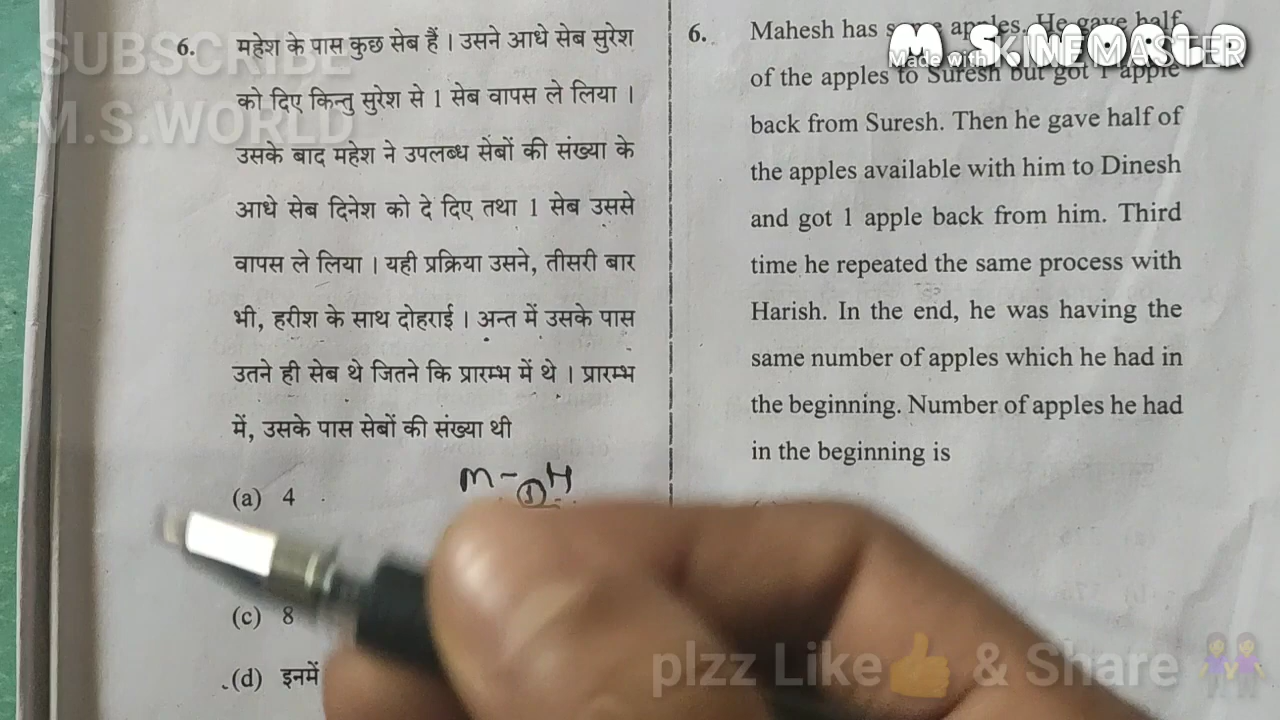 SUBSCRIBE
M.S.WORLD
6. महेश के पास कुछ सेब हैं । उसने आधे सेब सुरेश
को दिए किन्तु सुरेश से 1 सेब वापस ले लिया ।
उसके बाद महेश ने उपलब्ध सेबों की संख्या के
आधे सेब दिनेश को दे दिए तथा 1 सेब उससे
वापस ले लिया । यही प्रक्रिया उसने, तीसरी बार
भी, हरीश के साथ दोहराई । अन्त में उसके पास
उतने ही सेब थे जितने कि प्रारम्भ में थे । प्रारम्भ
में, उसके पास सेबों की संख्या थी
(a) 4
(c) 8
(d) इनमें
M - H
1
M S.WORLD
Made with KINEMASTER
6. Mahesh has some apples. He gave half
of the apples to Suresh but got 1 apple
back from Suresh. Then he gave half of
the apples available with him to Dinesh
and got 1 apple back from him. Third
time he repeated the same process with
Harish. In the end, he was having the
same number of apples which he had in
the beginning. Number of apples he had
in the beginning is
plzz Like👍 & Share 👭